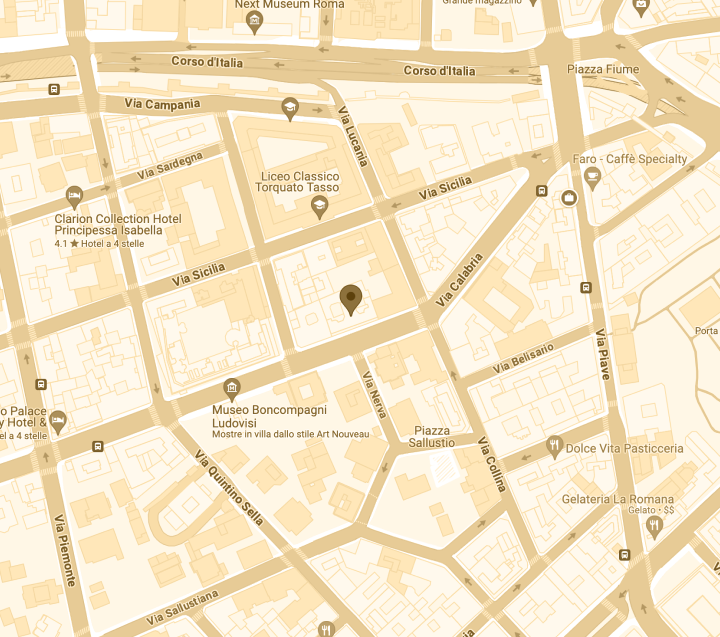 Next Museum Roma
Grande magazzino
Corso d'Italia
Corso d'Italia
Piazza Fiume
Via Campania
Via Lucania
Via Sardegna
Faro - Caffè Specialty
Liceo Classico
Torquato Tasso
Via Sicilia
Clarion Collection Hotel
Principessa Isabella
4.1 ★ Hotel a 4 stelle
Via Sicilia
Via Calabria
Porta
Via Piave
Via Belisario
Via Nerva
o Palace
y Hotel &
el a 4 stelle
Museo Boncompagni
Ludovisi
Mostre in villa dallo stile Art Nouveau
Piazza
Sallustio
Dolce Vita Pasticceria
Via Collina
Via Quintino Sella
Gelateria La Romana
Gelato • $$
Via Piemonte
Via Sallustiana